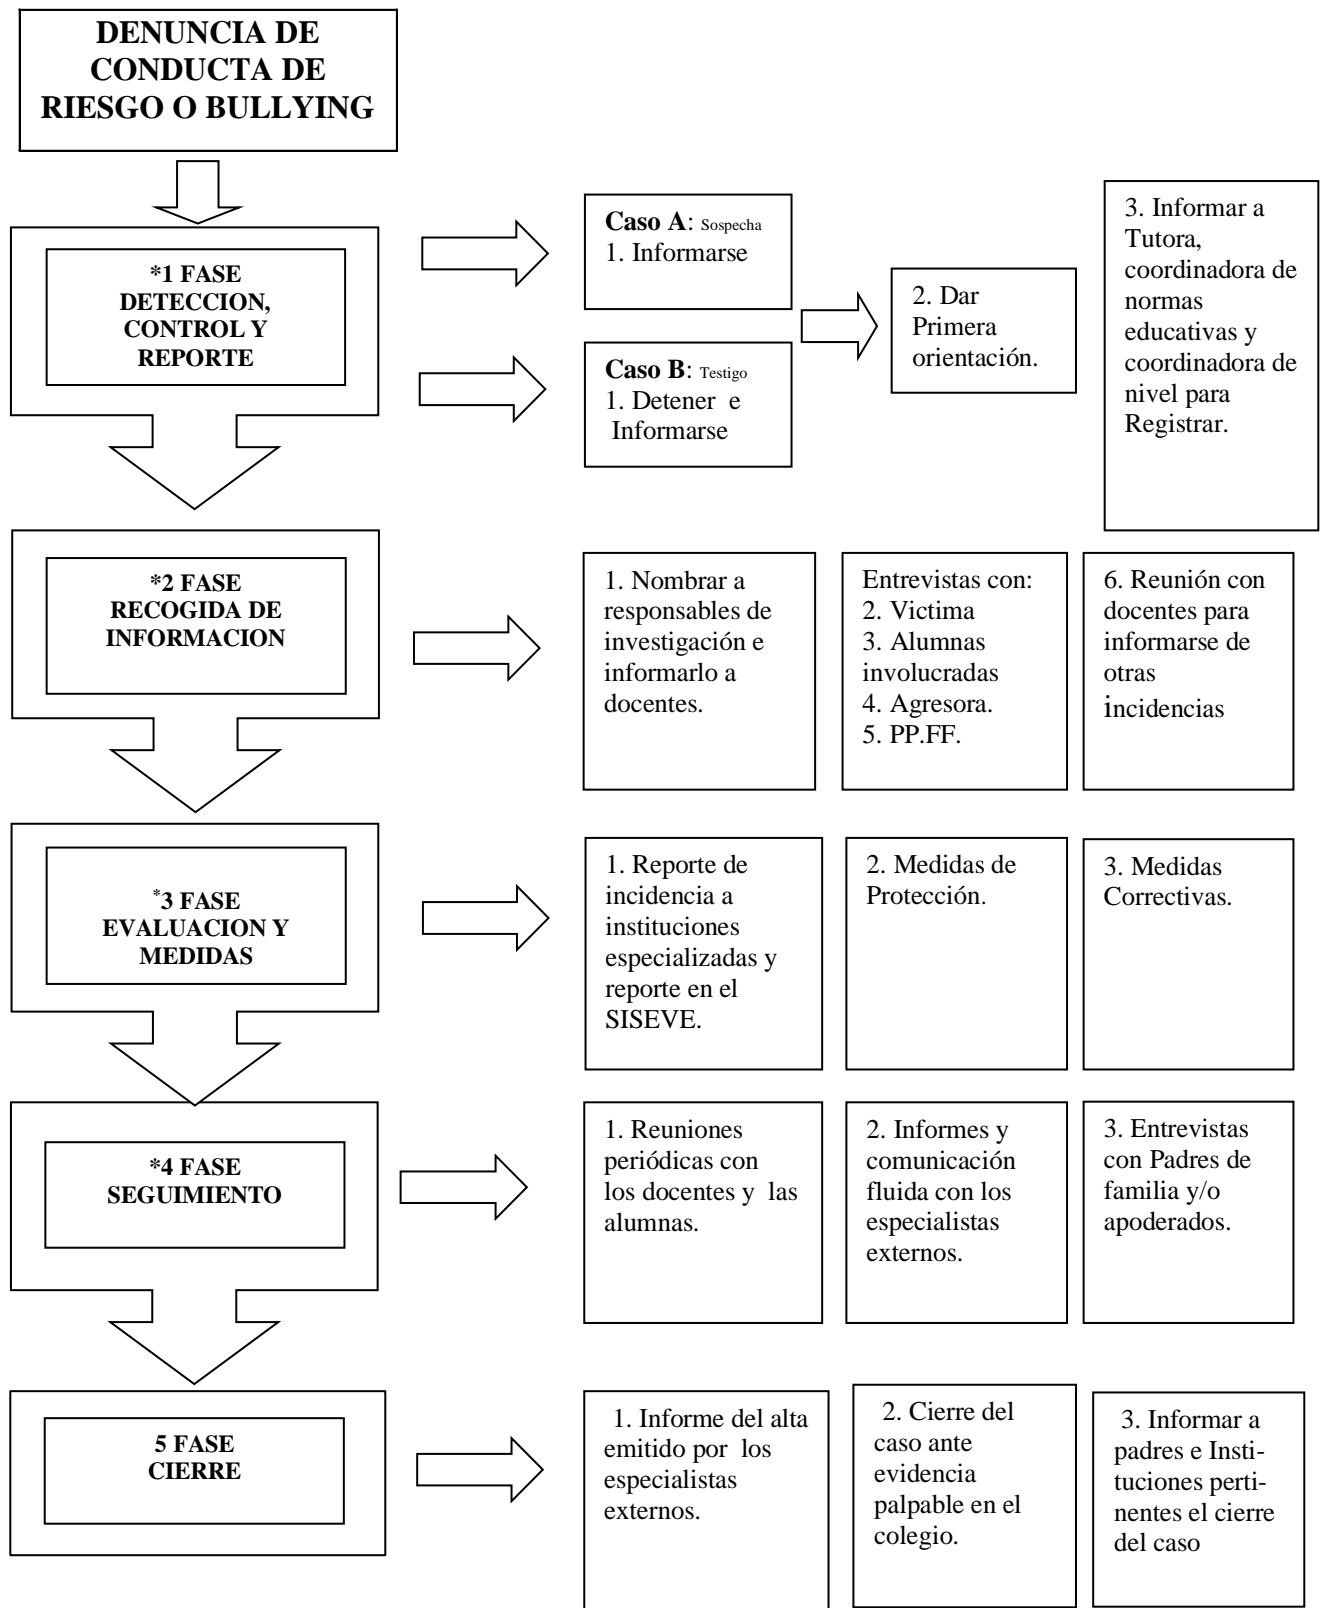 DENUNCIA DE
CONDUCTA DE
RIESGO O BULLYING
*1 FASE
DETECCION,
CONTROL Y
REPORTE
Caso A: Sospecha
1. Informarse
Caso B: Testigo
1. Detener e
Informarse
2. Dar
Primera
orientación.
3. Informar a
Tutora,
coordinadora de
normas
educativas y
coordinadora de
nivel para
Registrar.
*2 FASE
RECOGIDA DE
INFORMACION
1. Nombrar a
responsables de
investigación e
informarlo a
docentes.
Entrevistas con:
2. Victima
3. Alumnas
involucradas
4. Agresora.
5. PP.FF.
6. Reunión con
docentes para
informarse de
otras
incidencias
*3 FASE
EVALUACION Y
MEDIDAS
1. Reporte de
incidencia a
instituciones
especializadas y
reporte en el
SISEVE.
2. Medidas de
Protección.
3. Medidas
Correctivas.
*4 FASE
SEGUIMIENTO
1. Reuniones
periódicas con
los docentes y las
alumnas.
2. Informes y
comunicación
fluida con los
especialistas
externos.
3. Entrevistas
con Padres de
familia y/o
apoderados.
5 FASE
CIERRE
1. Informe del alta
emitido por los
especialistas
externos.
2. Cierre del
caso ante
evidencia
palpable en el
colegio.
3. Informar a
padres e Insti-
tuciones perti-
nentes el cierre
del caso